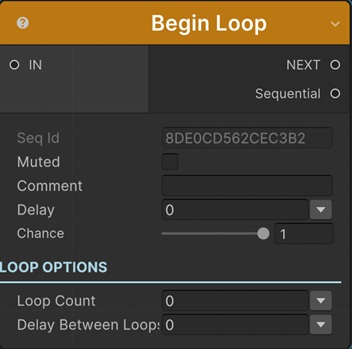 Begin Loop
IN
NEXT
Sequential
Seq Id 8DE0CD562CEC3B2
Muted
Comment
Delay 0
Chance 1
LOOP OPTIONS
Loop Count 0
Delay Between Loops 0